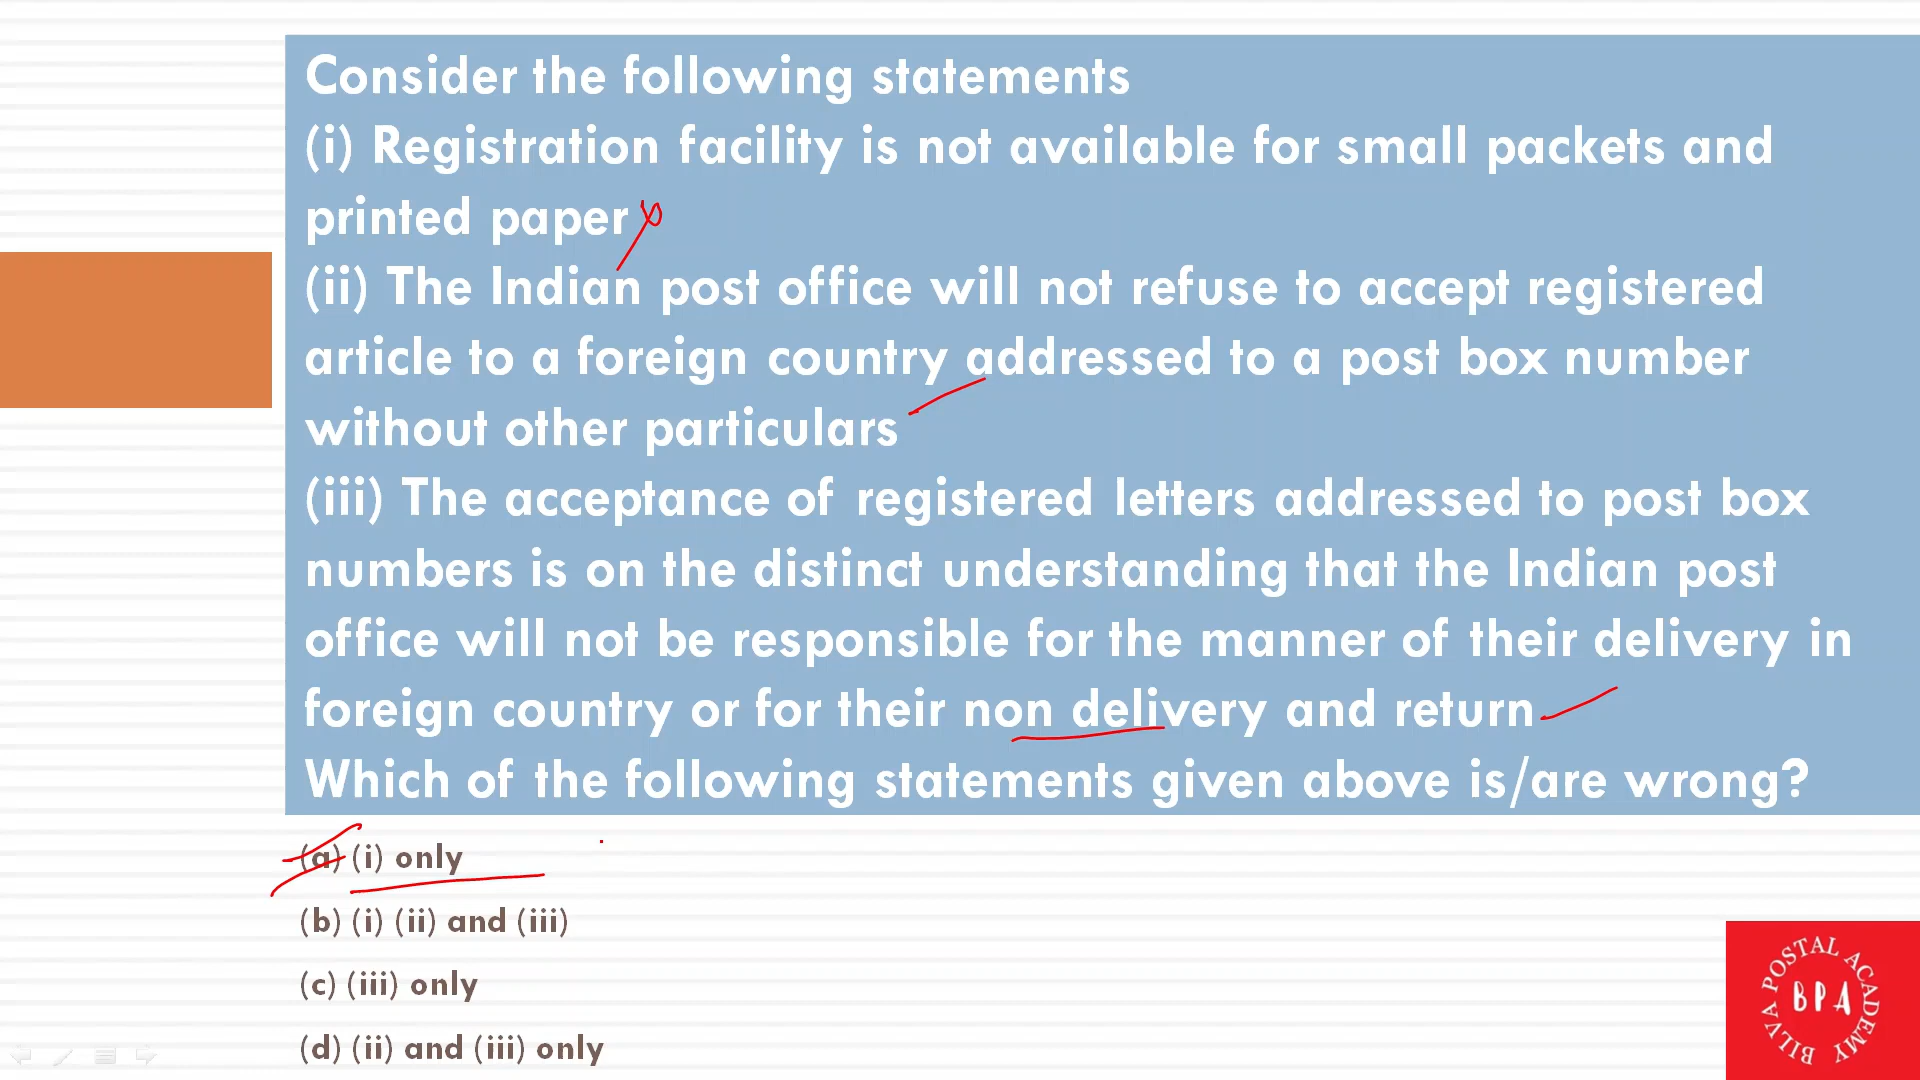 Consider the following statements
(i) Registration facility is not available for small packets and
printed paper
(ii) The Indian post office will not refuse to accept registered
article to a foreign country addressed to a post box number
without other particulars
(iii) The acceptance of registered letters addressed to post box
numbers is on the distinct understanding that the Indian post
office will not be responsible for the manner of their delivery in
foreign country or for their non delivery and return
Which of the following statements given above is/are wrong?
(a) (i) only
(b) (i) (ii) and (iii)
(c) (iii) only
(d) (ii) and (iii) only
BILVA POSTAL ACADEMY
BPA